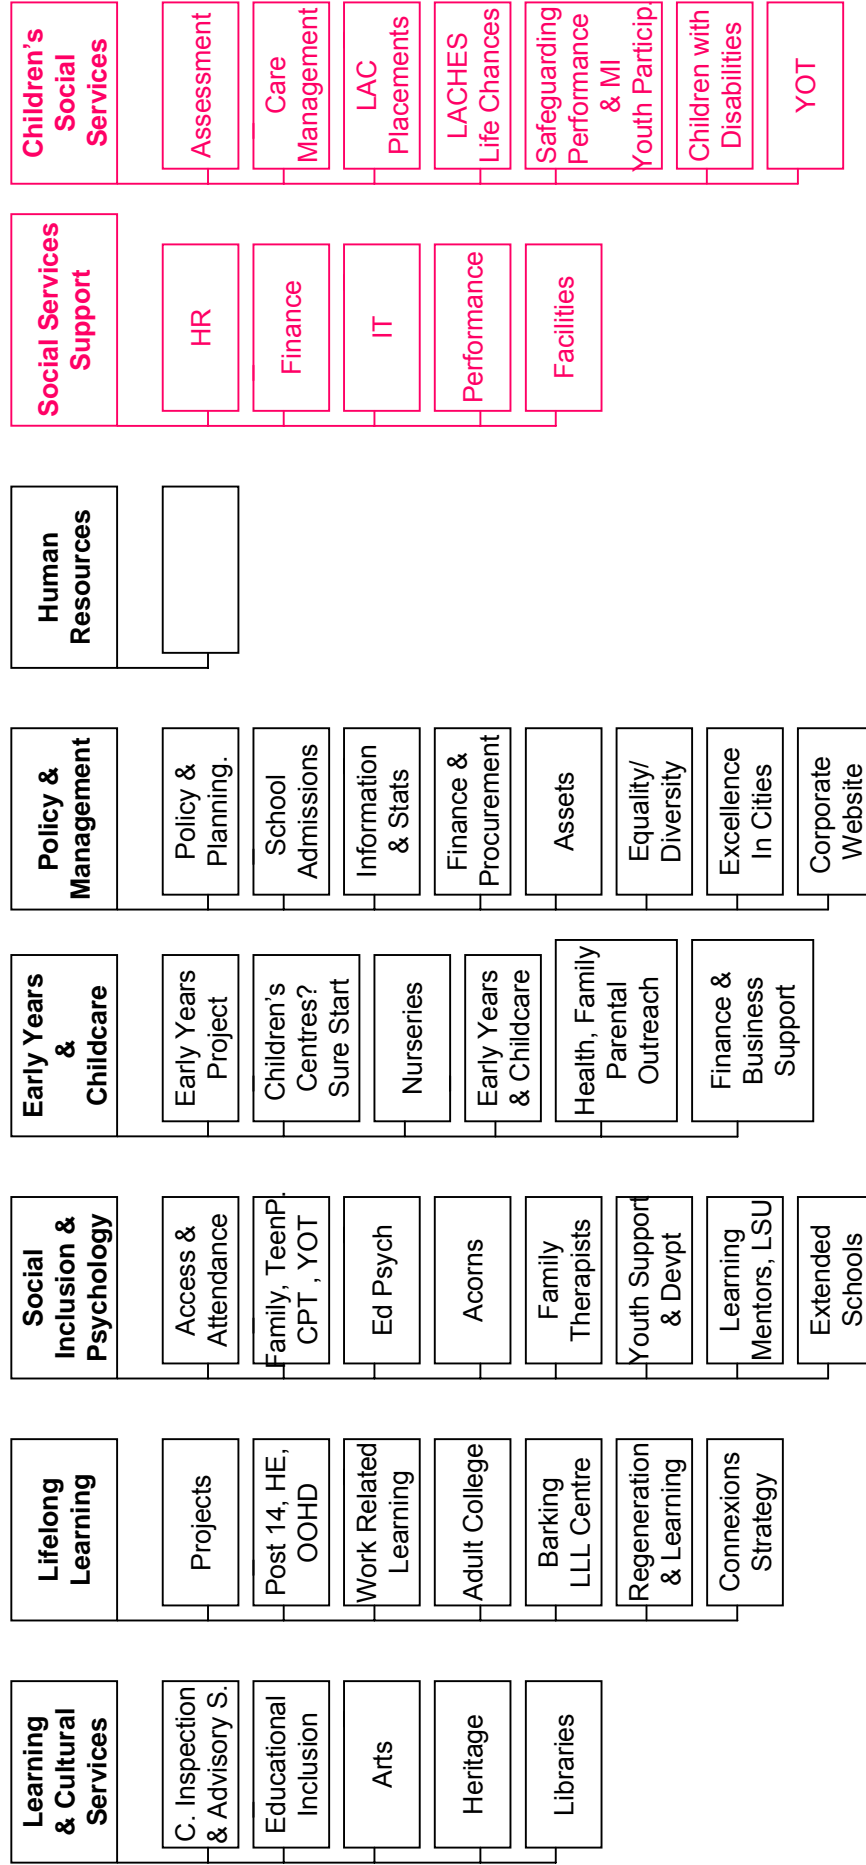 Learning
& Cultural
Services
C. Inspection
& Advisory S.
Educational
Inclusion
Arts
Heritage
Libraries
Lifelong
Learning
Projects
Post 14, HE,
OOHD
Work Related
Learning
Adult College
Barking
LLL Centre
Regeneration
& Learning
Connexions
Strategy
Social
Inclusion &
Psychology
Access &
Attendance
Family, TeenP.
CPT , YOT
Ed Psych
Acorns
Family
Therapists
Youth Support
& Devpt
Learning
Mentors, LSU
Extended
Schools
Early Years
&
Childcare
Early Years
Project
Children's
Centres?
Sure Start
Nurseries
Early Years
& Childcare
Health, Family
Parental
Outreach
Finance &
Business
Support
Policy &
Management
Policy &
Planning.
School
Admissions
Information
& Stats
Finance &
Procurement
Assets
Equality/
Diversity
Excellence
In Cities
Corporate
Website
Human
Resources
Social Services
Support
HR
Finance
IT
Performance
Facilities
Children's
Social
Services
Assessment
Care
Management
LAC
Placements
LACHES
Life Chances
Safeguarding
Performance
& MI
Youth Particip.
Children with
Disabilities
YOT